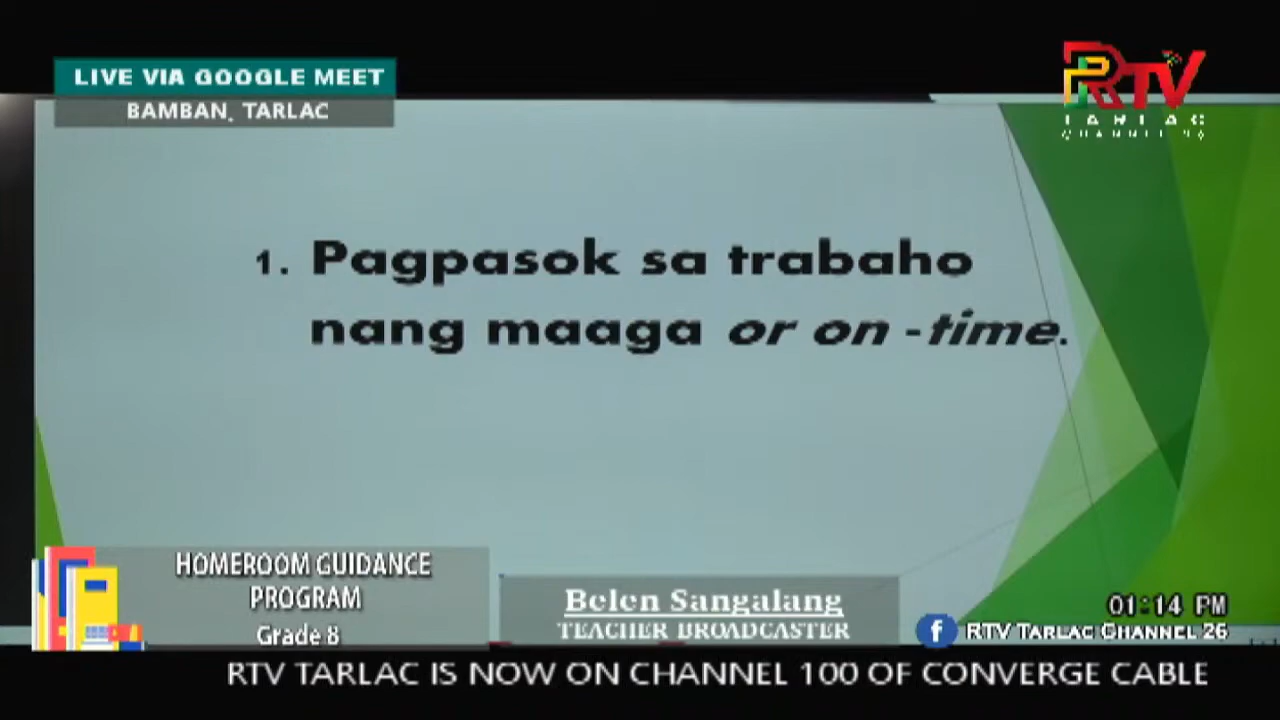 LIVE VIA GOOGLE MEET
BAMBAN, TARLAC
RTV
TARLAC
CHANNEL 26
1. Pagpasok sa trabaho
nang maaga or on -time.
HOMEROOM GUIDANCE
PROGRAM
Grade 8
Belen Sangalang
TEACHER BROADCASTER
01:14 PM
f RTV TARLAC CHANNEL 26
RTV TARLAC IS NOW ON CHANNEL 100 OF CONVERGE CABLE